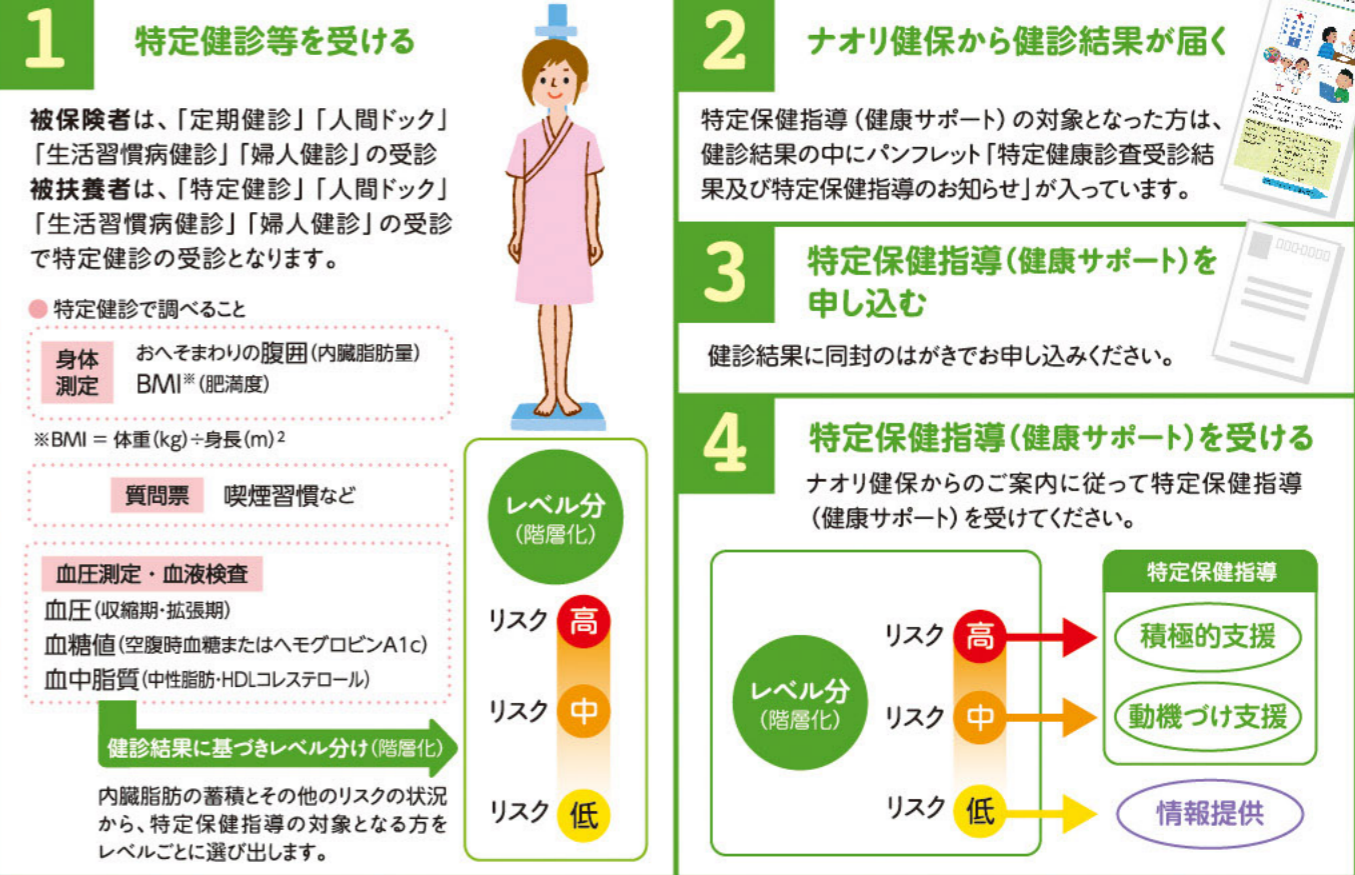 1
特定健診等を受ける
被保険者は、「定期健診」「人間ドック」
「生活習慣病健診」「婦人健診」の受診
被扶養者は、「特定健診」「人間ドック」
「生活習慣病健診」「婦人健診」の受診
で特定健診の受診となります。
● 特定健診で調べること
身体
測定
おへそまわりの腹囲(内臓脂肪量)
BMI※(肥満度)
※BMI = 体重(kg)÷身長(m)2
質問票 喫煙習慣など
血圧測定・血液検査
血圧(収縮期・拡張期)
血糖値(空腹時血糖またはヘモグロビンA1c)
血中脂質(中性脂肪・HDLコレステロール)
健診結果に基づきレベル分け(階層化)
内臓脂肪の蓄積とその他のリスクの状況
から、特定保健指導の対象となる方を
レベルごとに選び出します。
レベル分
(階層化)
リスク 高
リスク 中
リスク 低
2
ナオリ健保から健診結果が届く
特定保健指導(健康サポート)の対象となった方は、
健診結果の中にパンフレット「特定健康診査受診結
果及び特定保健指導のお知らせ」が入っています。
3
特定保健指導(健康サポート)を
申し込む
健診結果に同封のはがきでお申し込みください。
4
特定保健指導(健康サポート)を受ける
ナオリ健保からのご案内に従って特定保健指導
(健康サポート)を受けてください。
レベル分
(階層化)
特定保健指導
リスク 高 積極的支援
リスク 中 動機づけ支援
リスク 低 情報提供